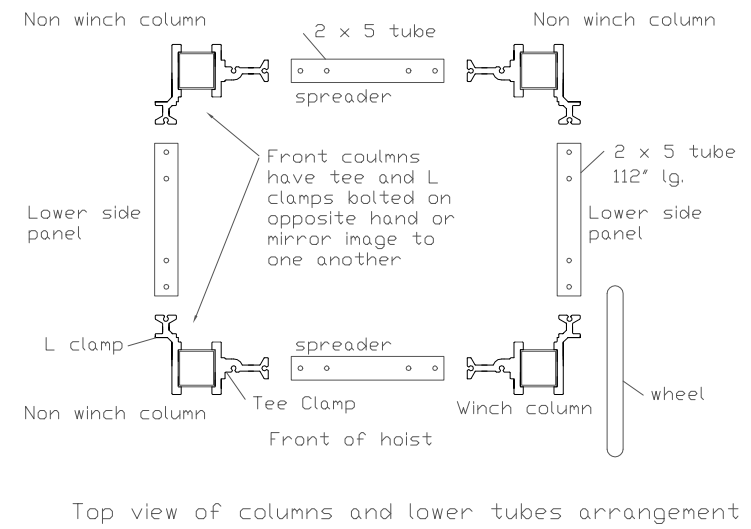 Non winch column
Non winch column
2 x 5 tube
spreader
Front coulmns
have tee and L
clamps bolted on
opposite hand or
mirror image to
one another
2 x 5 tube
112" lg.
Lower side
panel
Lower side
panel
L clamp
spreader
wheel
Tee Clamp
Winch column
Non winch column
Front of hoist
Top view of columns and lower tubes arrangement